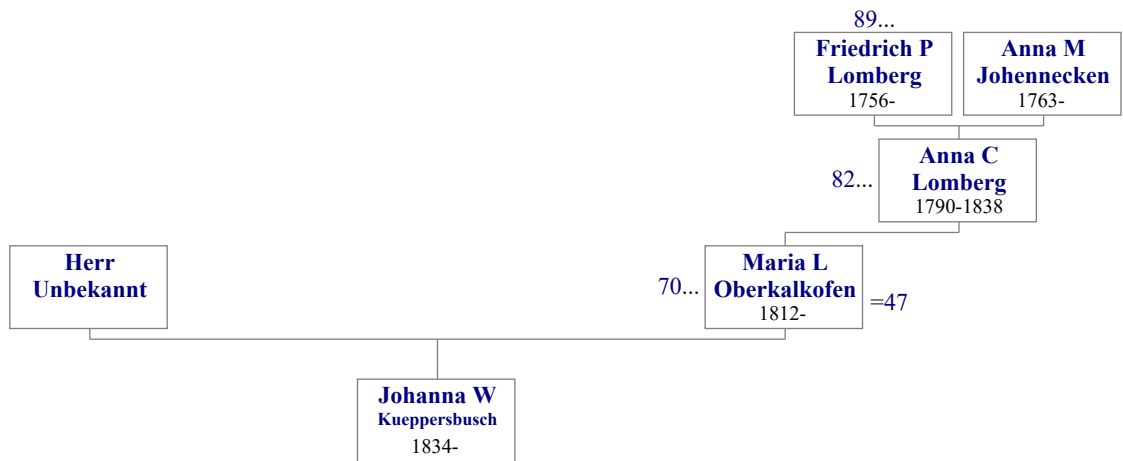 89...
Friedrich P
Lomberg
1756-
Anna M
Johennecken
1763-
82...
Anna C
Lomberg
1790-1838
Herr
Unbekannt
70...
Maria L
Oberkalkofen
1812-
=47
Johanna W
Kueppersbusch
1834-